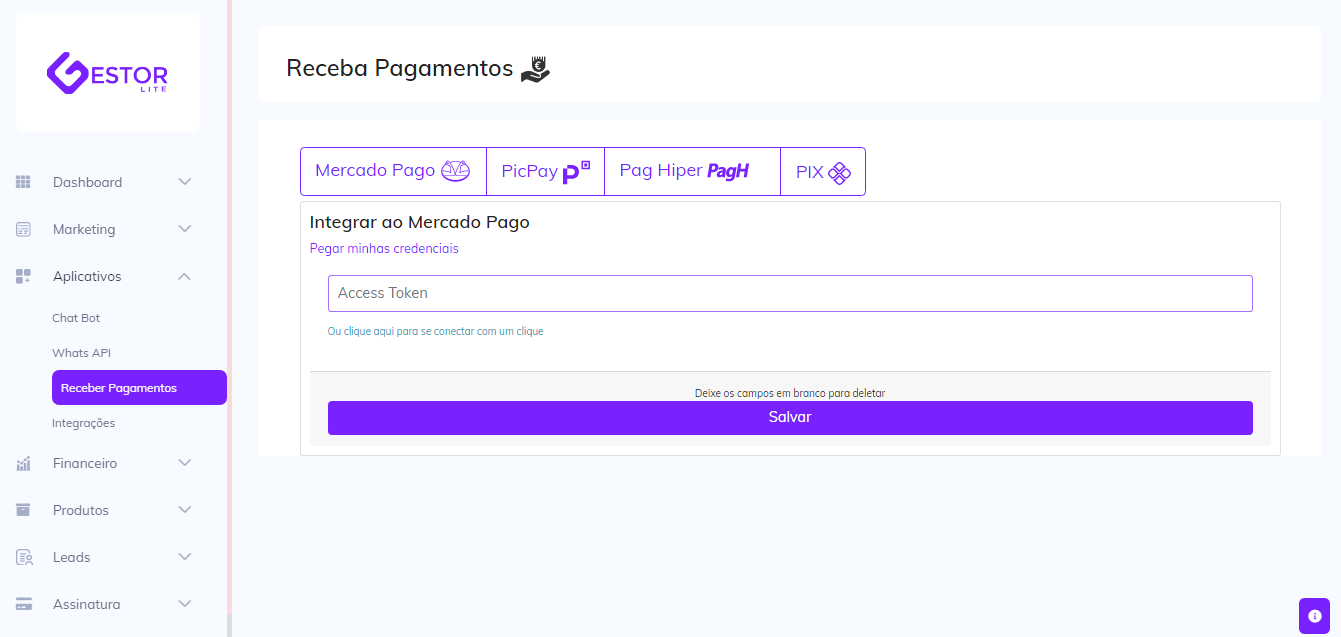 ESTOR
LITE
Dashboard
Marketing
Aplicativos
Chat Bot
Whats API
Receber Pagamentos
Integrações
Financeiro
Produtos
Leads
Assinatura
Receba Pagamentos
Mercado Pago
PicPay
Pag Hiper PagH
PIX
Integrar ao Mercado Pago
Pegar minhas credenciais
Access Token
Ou clique aqui para se conectar com um clique
Deixe os campos em branco para deletar
Salvar